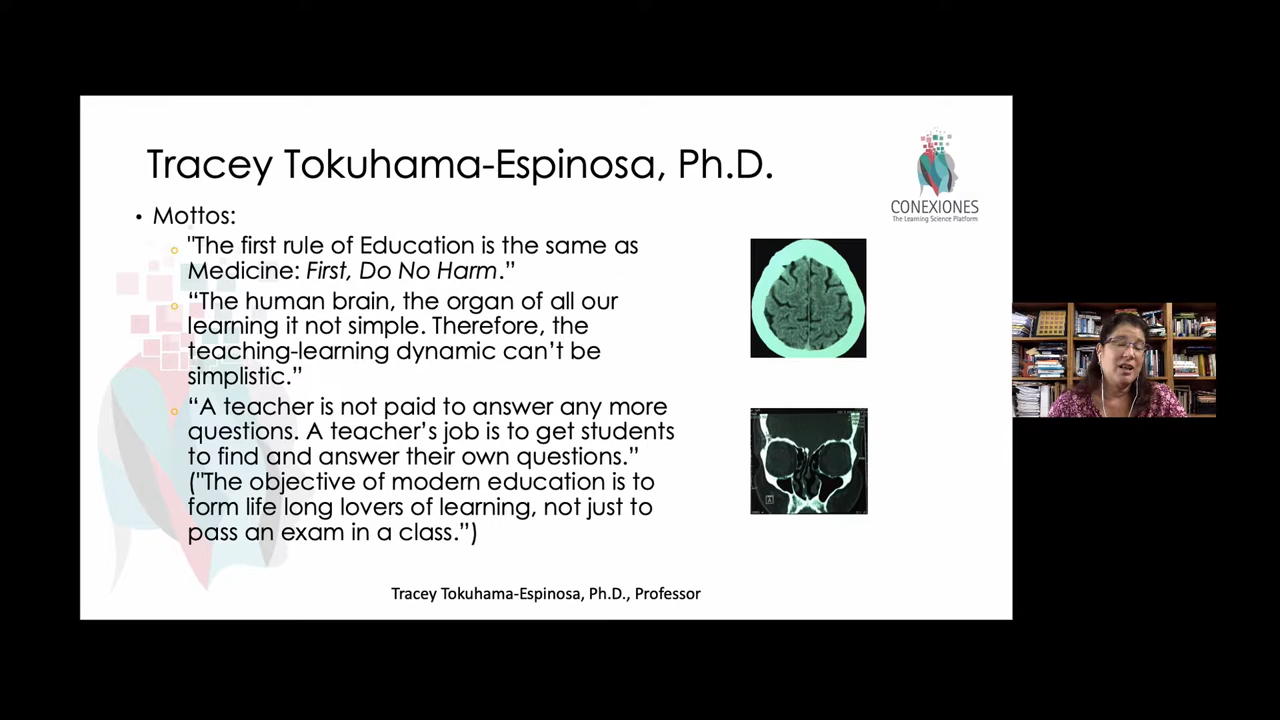 Tracey Tokuhama-Espinosa, Ph.D.
CONEXIONES
The Learning Science Platform
• Mottos:
"The first rule of Education is the same as
Medicine: First, Do No Harm.”
“The human brain, the organ of all our
learning it not simple. Therefore, the
teaching-learning dynamic can’t be
simplistic.”
“A teacher is not paid to answer any more
questions. A teacher’s job is to get students
to find and answer their own questions.”
("The objective of modern education is to
form life long lovers of learning, not just to
pass an exam in a class.”)
Tracey Tokuhama-Espinosa, Ph.D., Professor